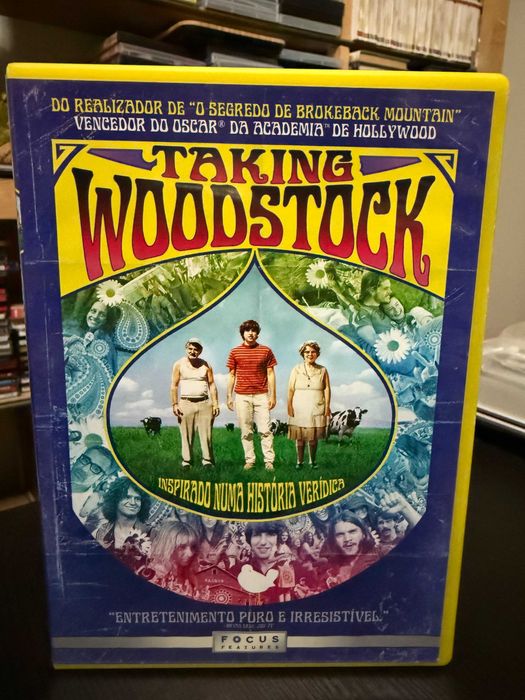 DO REALIZADOR DE "O SEGREDO DE BROKEBACK MOUNTAIN"
VENCEDOR DO OSCAR® DA ACADEMIA™ DE HOLLYWOOD
TAKING
WOODSTOCK
INSPIRADO NUMA HISTÓRIA VERÍDICA
"ENTRETENIMENTO PURO E IRRESISTÍVEL."
FOCUS
FEATURES